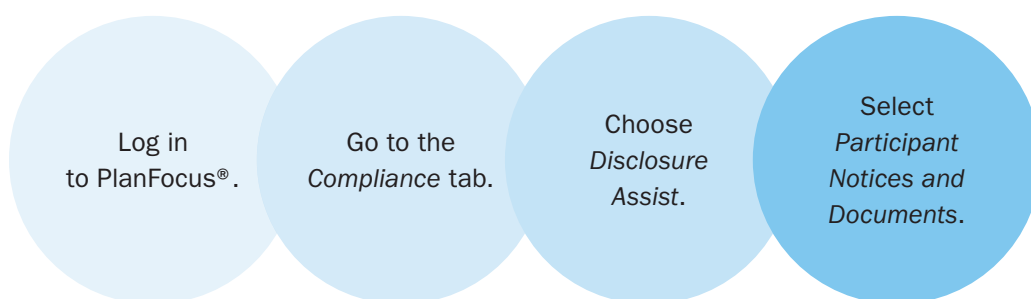 Log in
to PlanFocus®.
Go to the
Compliance tab.
Choose
Disclosure
Assist.
Select
Participant
Notices and
Documents.